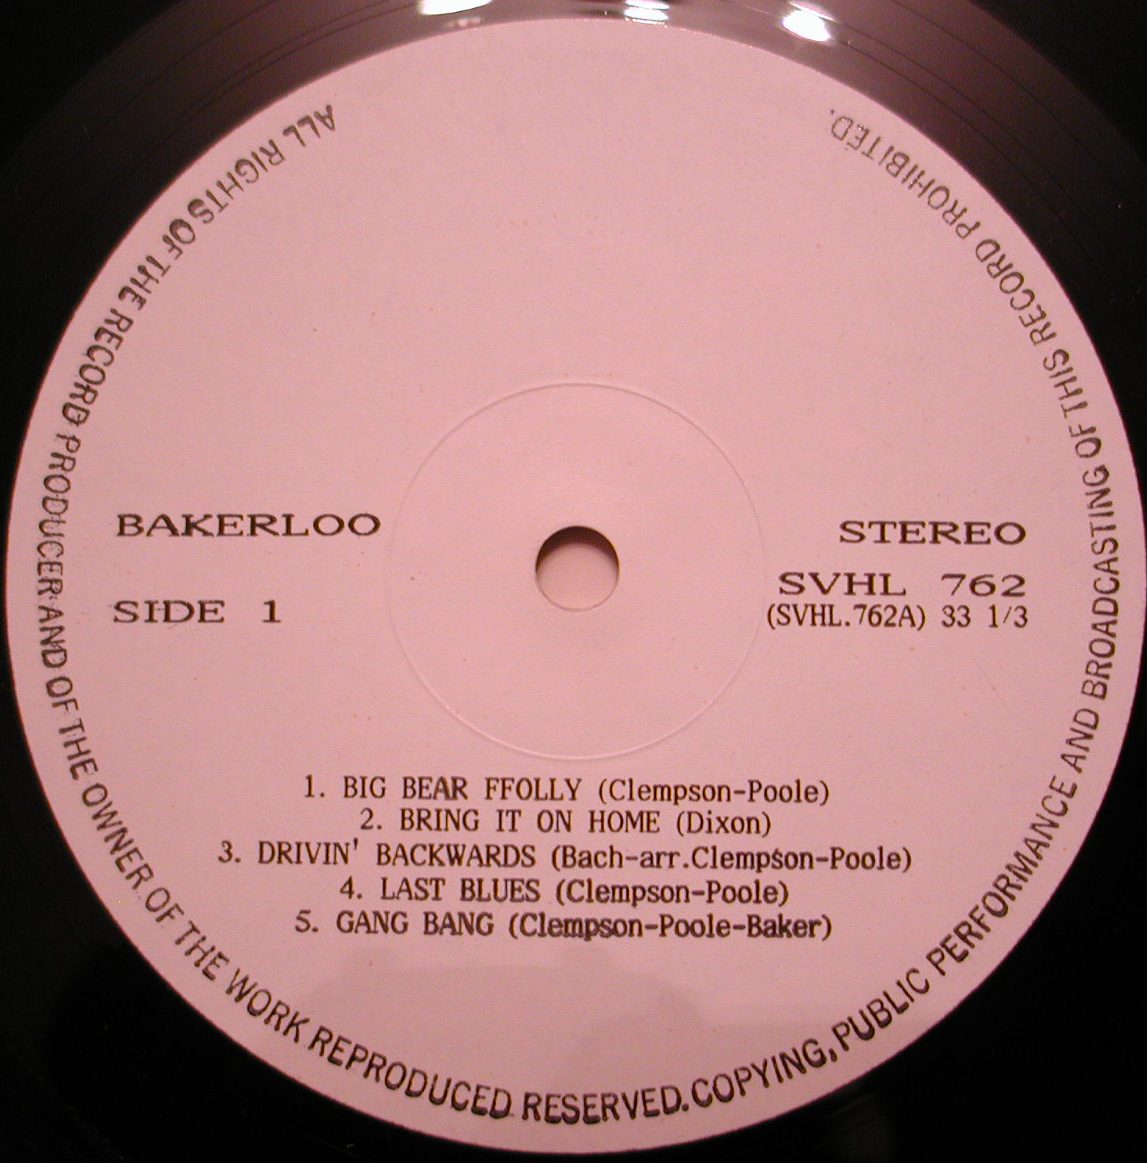 ALL RIGHTS OF THE RECORD PRODUCER AND OF THE OWNER OF THE WORK REPRODUCED RESERVED. COPYING, PUBLIC PERFORMANCE AND BROADCASTING OF THIS RECORD PROHIBITED.
BAKERLOO
STEREO
SVHL 762
SIDE 1
(SVHL.762A) 33 1/3
1. BIG BEAR FFOLLY (Clempson-Poole)
2. BRING IT ON HOME (Dixon)
3. DRIVIN' BACKWARDS (Bach-arr.Clempson-Poole)
4. LAST BLUES (Clempson-Poole)
5. GANG BANG (Clempson-Poole-Baker)